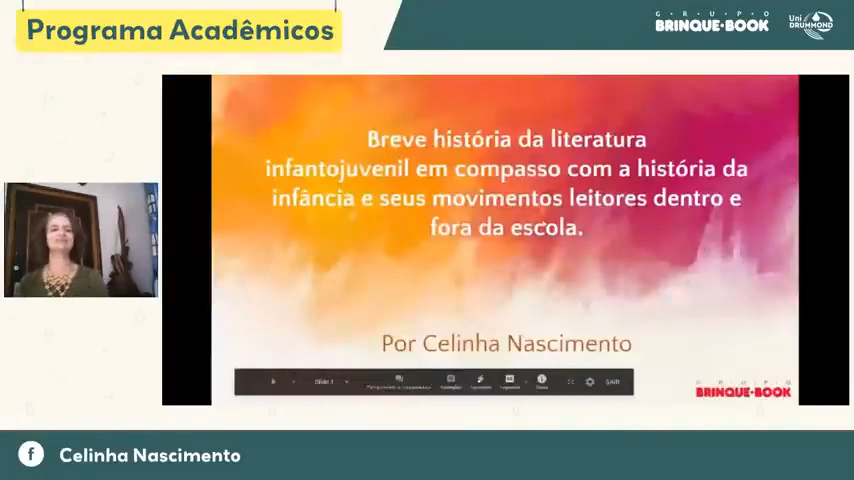 Programa Acadêmicos
GRUPO
BRINQUE-BOOK
Uni
DRUMMOND
Breve história da literatura
infantojuvenil em compasso com a história da
infância e seus movimentos leitores dentro e
fora da escola.
Por Celinha Nascimento
Slide 1
SAIR
GRUPO
BRINQUE-BOOK
f
Celinha Nascimento